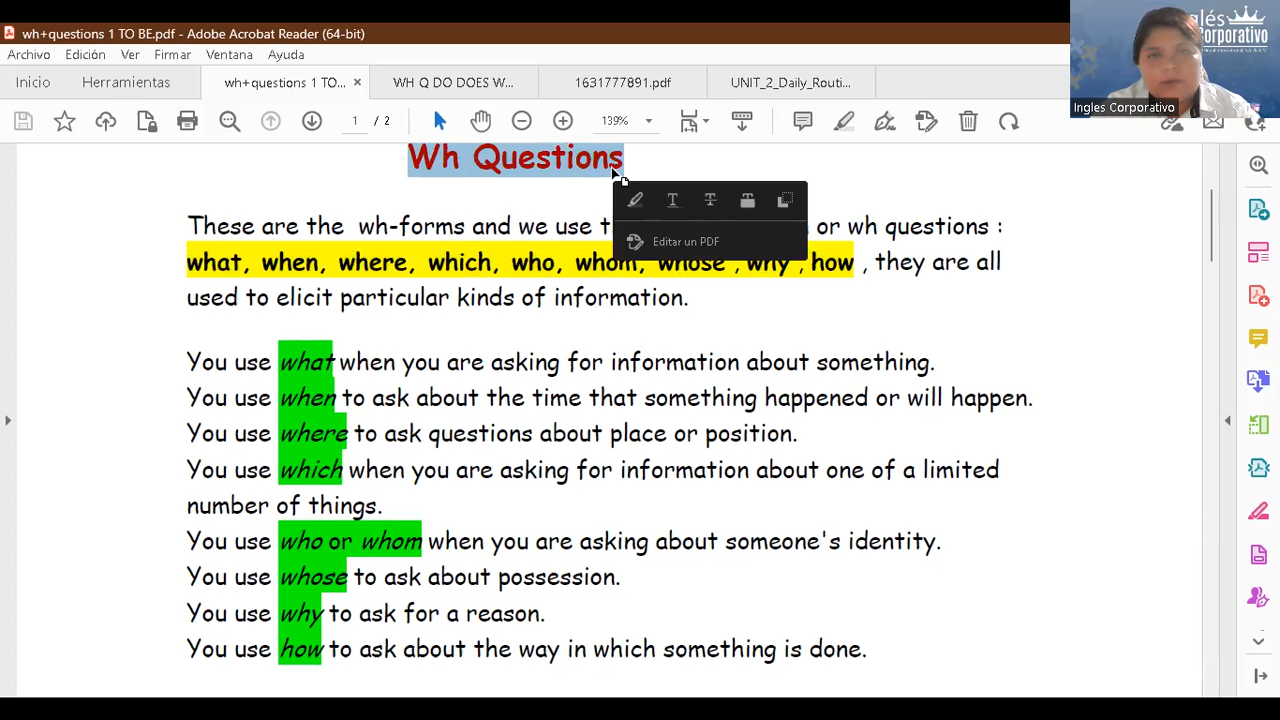 wh+questions 1 TO BE.pdf - Adobe Acrobat Reader (64-bit)
Archivo Edición Ver Firmar Ventana Ayuda
Inicio Herramientas wh+questions 1 TO... × WH Q DO DOES W... 1631777891.pdf UNIT_2_Daily_Routi...
1 / 2 139%
Inglés
Corporativo
Ingles Corporativo
Wh Questions
Editar un PDF
These are the wh-forms and we use or wh questions :
what, when, where, which, who, whom, whose , why , how , they are all
used to elicit particular kinds of information.
You use what when you are asking for information about something.
You use when to ask about the time that something happened or will happen.
You use where to ask questions about place or position.
You use which when you are asking for information about one of a limited
number of things.
You use who or whom when you are asking about someone's identity.
You use whose to ask about possession.
You use why to ask for a reason.
You use how to ask about the way in which something is done.